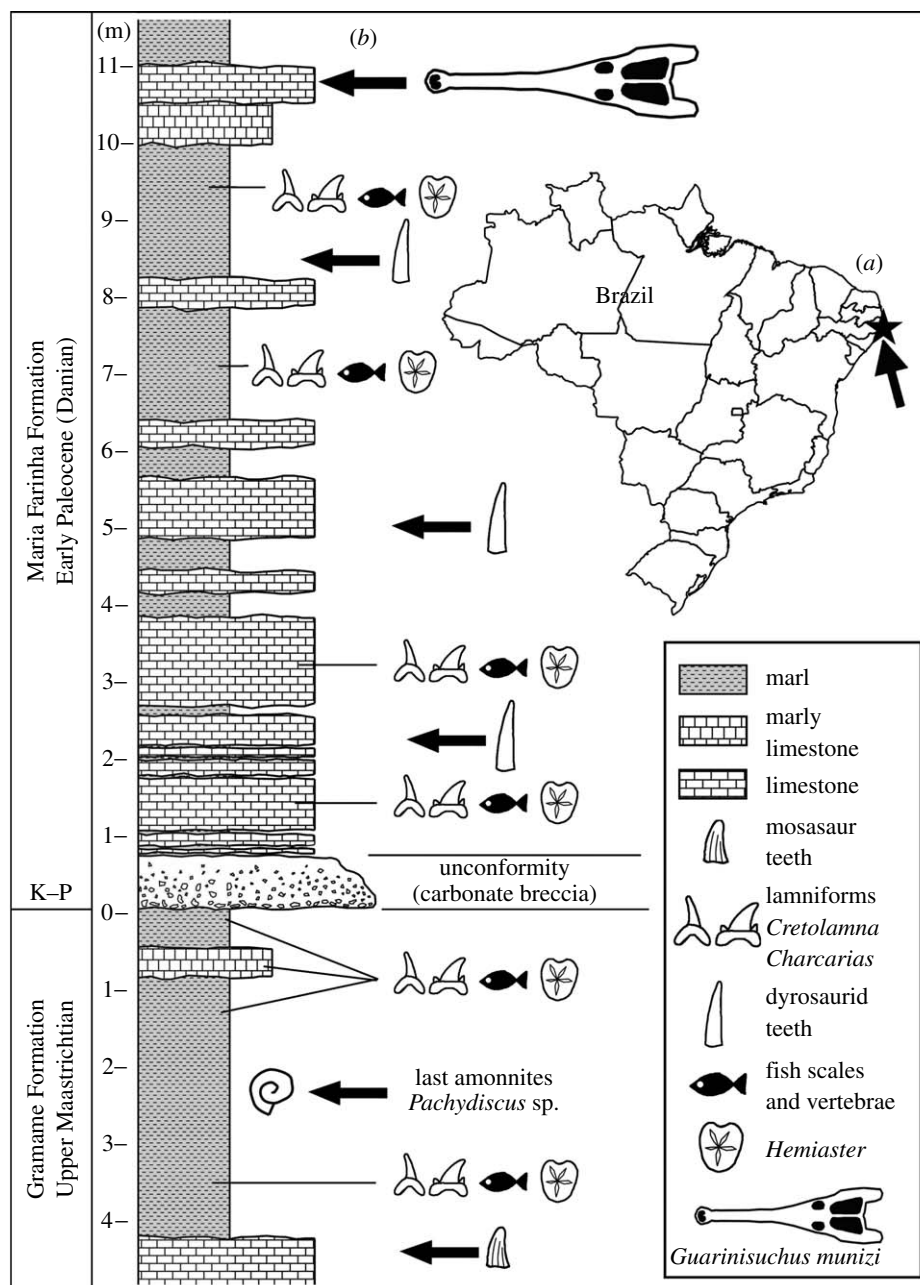 (m)
(b)
11–
10–
9–
8–
7–
6–
5–
4–
3–
2–
1–
0–
1–
2–
3–
4–
Maria Farinha Formation
Early Paleocene (Danian)
K–P
Gramame Formation
Upper Maastrichtian
(a)
Brazil
unconformity
(carbonate breccia)
last amonnites
Pachydiscus sp.
marl
marly
limestone
limestone
mosasaur
teeth
lamniforms
Cretolamna
Charcarias
dyrosaurid
teeth
fish scales
and vertebrae
Hemiaster
Guarinisuchus munizi